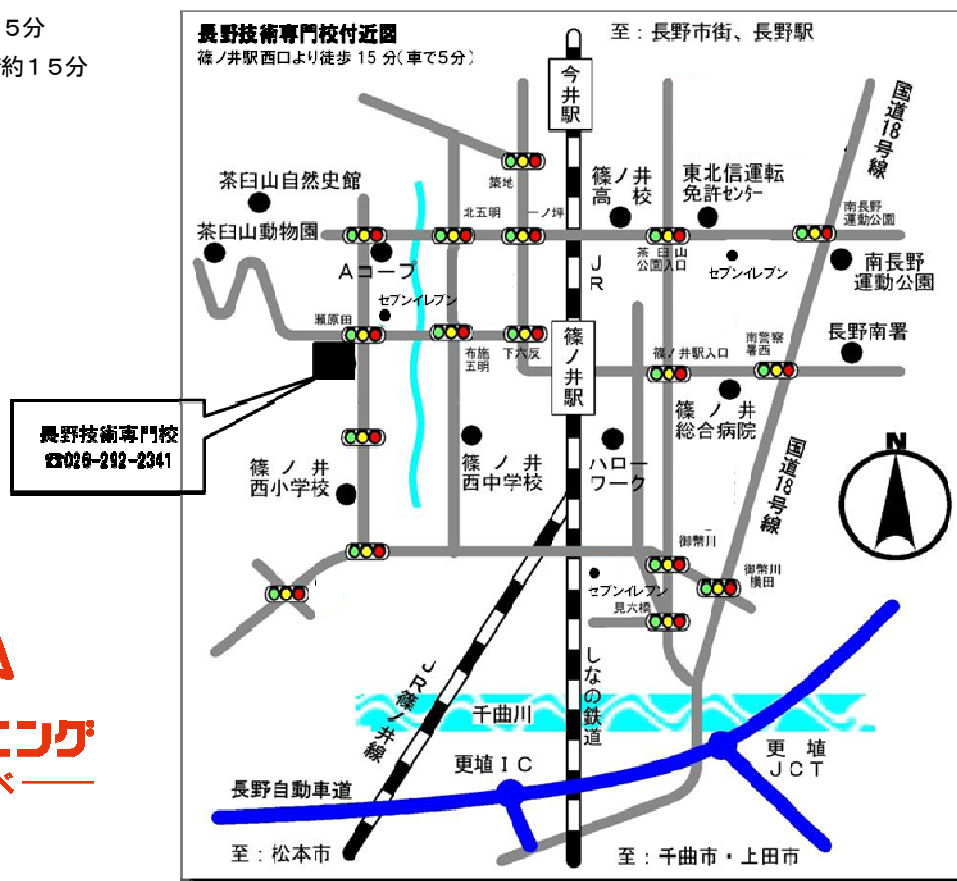 5分
約15分
長野技術専門校付近図
篠ノ井駅西口より徒歩 15 分(車で5分)
至：長野市街、長野駅
今井駅
国道18号線
茶臼山自然史館
築地
篠ノ井
高 校
東北信運転
免許センター
茶臼山動物園
北五明
一ノ坪
南長野
運動公園
Aコープ
JR
茶臼山
公園入口
セブンイレブン
南長野
運動公園
セブンイレブン
瀬原田
布施
五明
下六反
篠ノ井駅
篠ノ井駅入口
南警察
署西
長野南署
長野技術専門校
☎026-292-2341
篠ノ井
総合病院
篠ノ井
西小学校
篠ノ井
西中学校
ハロー
ワーク
国道18号線
N
御幣川
御幣川
横田
セブンイレブン
見六橋
JR篠ノ井線
しなの鉄道
千曲川
更埴IC
更 埴
JCT
長野自動車道
至：松本市
至：千曲市・上田市
ニング